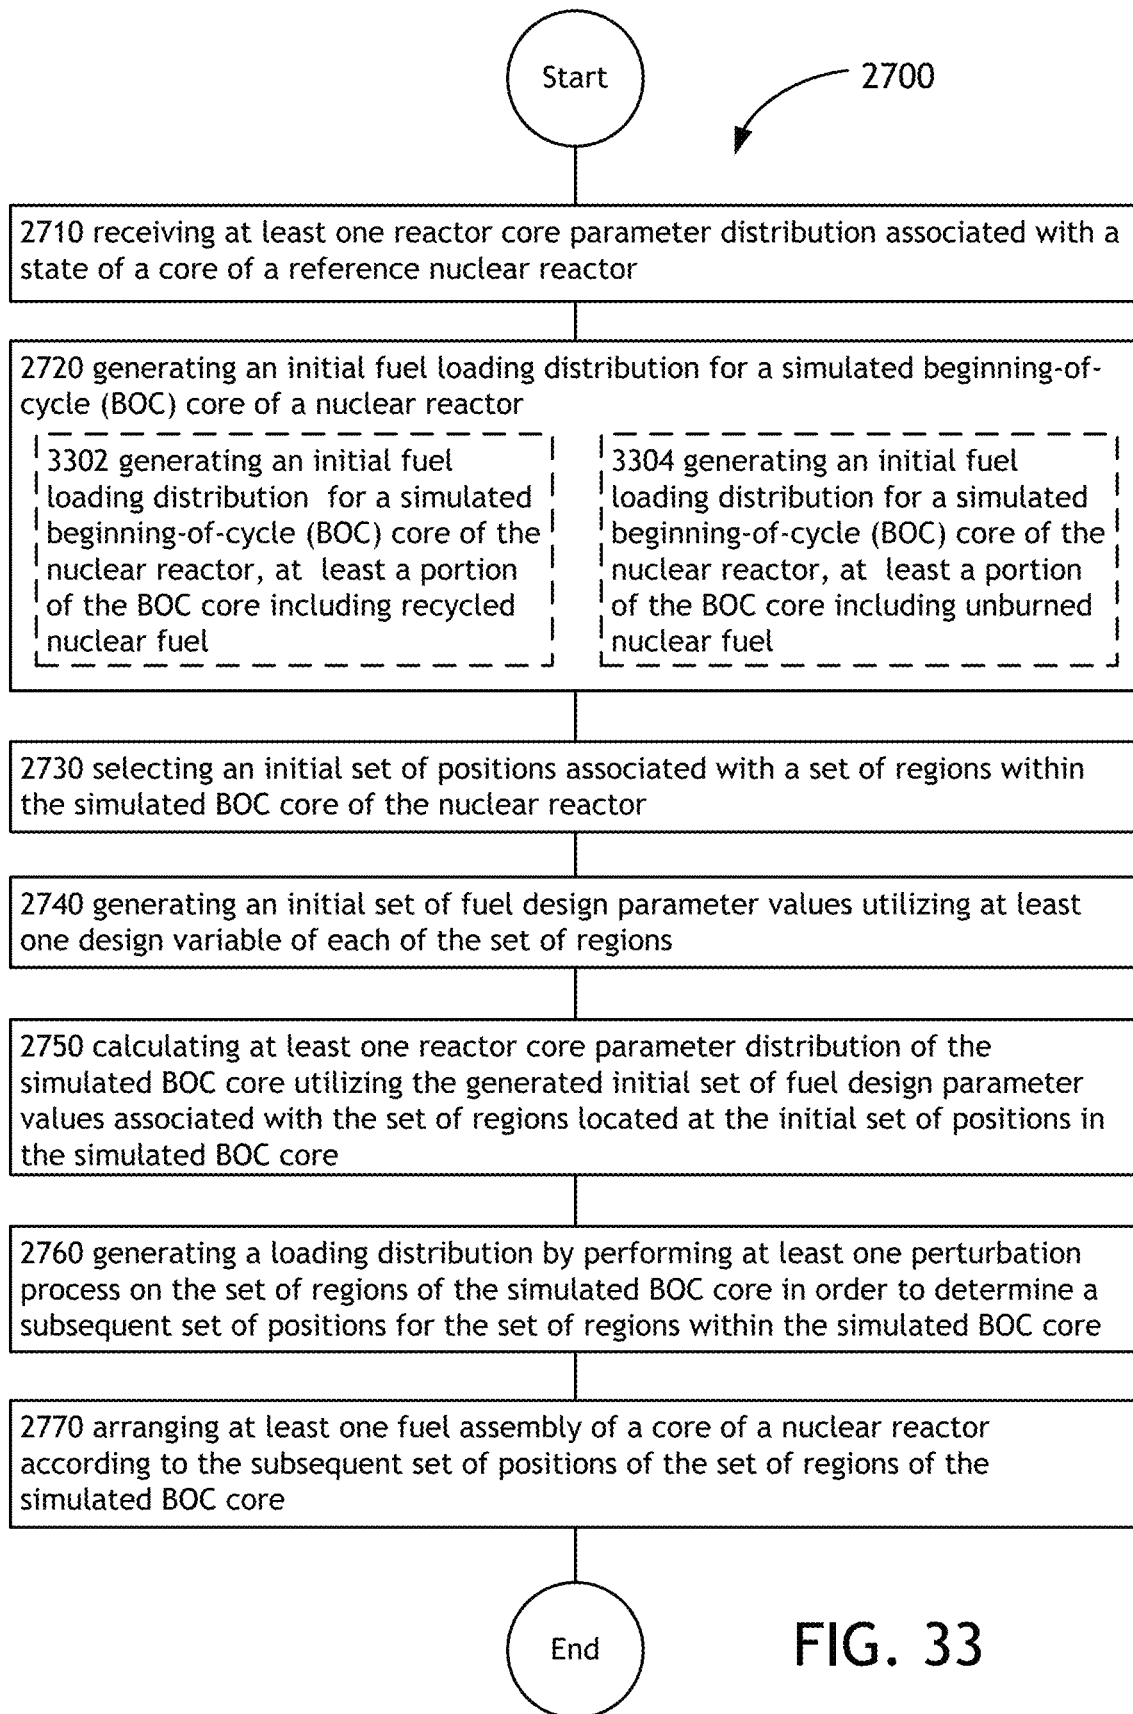 Start
2700
2710 receiving at least one reactor core parameter distribution associated with a
state of a core of a reference nuclear reactor
2720 generating an initial fuel loading distribution for a simulated beginning-of-
cycle (BOC) core of a nuclear reactor
3302 generating an initial fuel
loading distribution for a simulated
beginning-of-cycle (BOC) core of the
nuclear reactor, at least a portion
of the BOC core including recycled
nuclear fuel
3304 generating an initial fuel
loading distribution for a simulated
beginning-of-cycle (BOC) core of the
nuclear reactor, at least a portion
of the BOC core including unburned
nuclear fuel
2730 selecting an initial set of positions associated with a set of regions within
the simulated BOC core of the nuclear reactor
2740 generating an initial set of fuel design parameter values utilizing at least
one design variable of each of the set of regions
2750 calculating at least one reactor core parameter distribution of the
simulated BOC core utilizing the generated initial set of fuel design parameter
values associated with the set of regions located at the initial set of positions in
the simulated BOC core
2760 generating a loading distribution by performing at least one perturbation
process on the set of regions of the simulated BOC core in order to determine a
subsequent set of positions for the set of regions within the simulated BOC core
2770 arranging at least one fuel assembly of a core of a nuclear reactor
according to the subsequent set of positions of the set of regions of the
simulated BOC core
End
FIG. 33